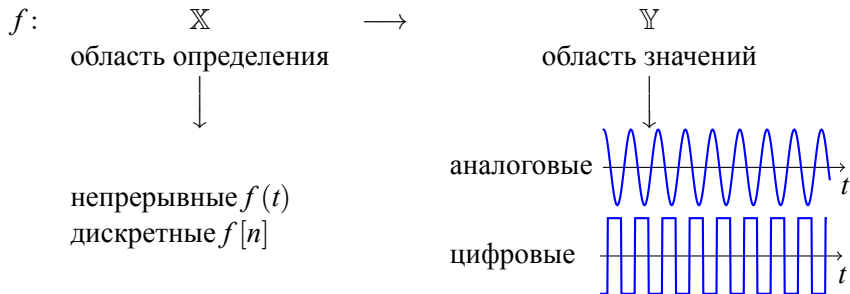 f: 𝕏 ⟶ 𝕐
область определения область значений
аналоговые t
непрерывные f(t)
дискретные f[n]
цифровые t